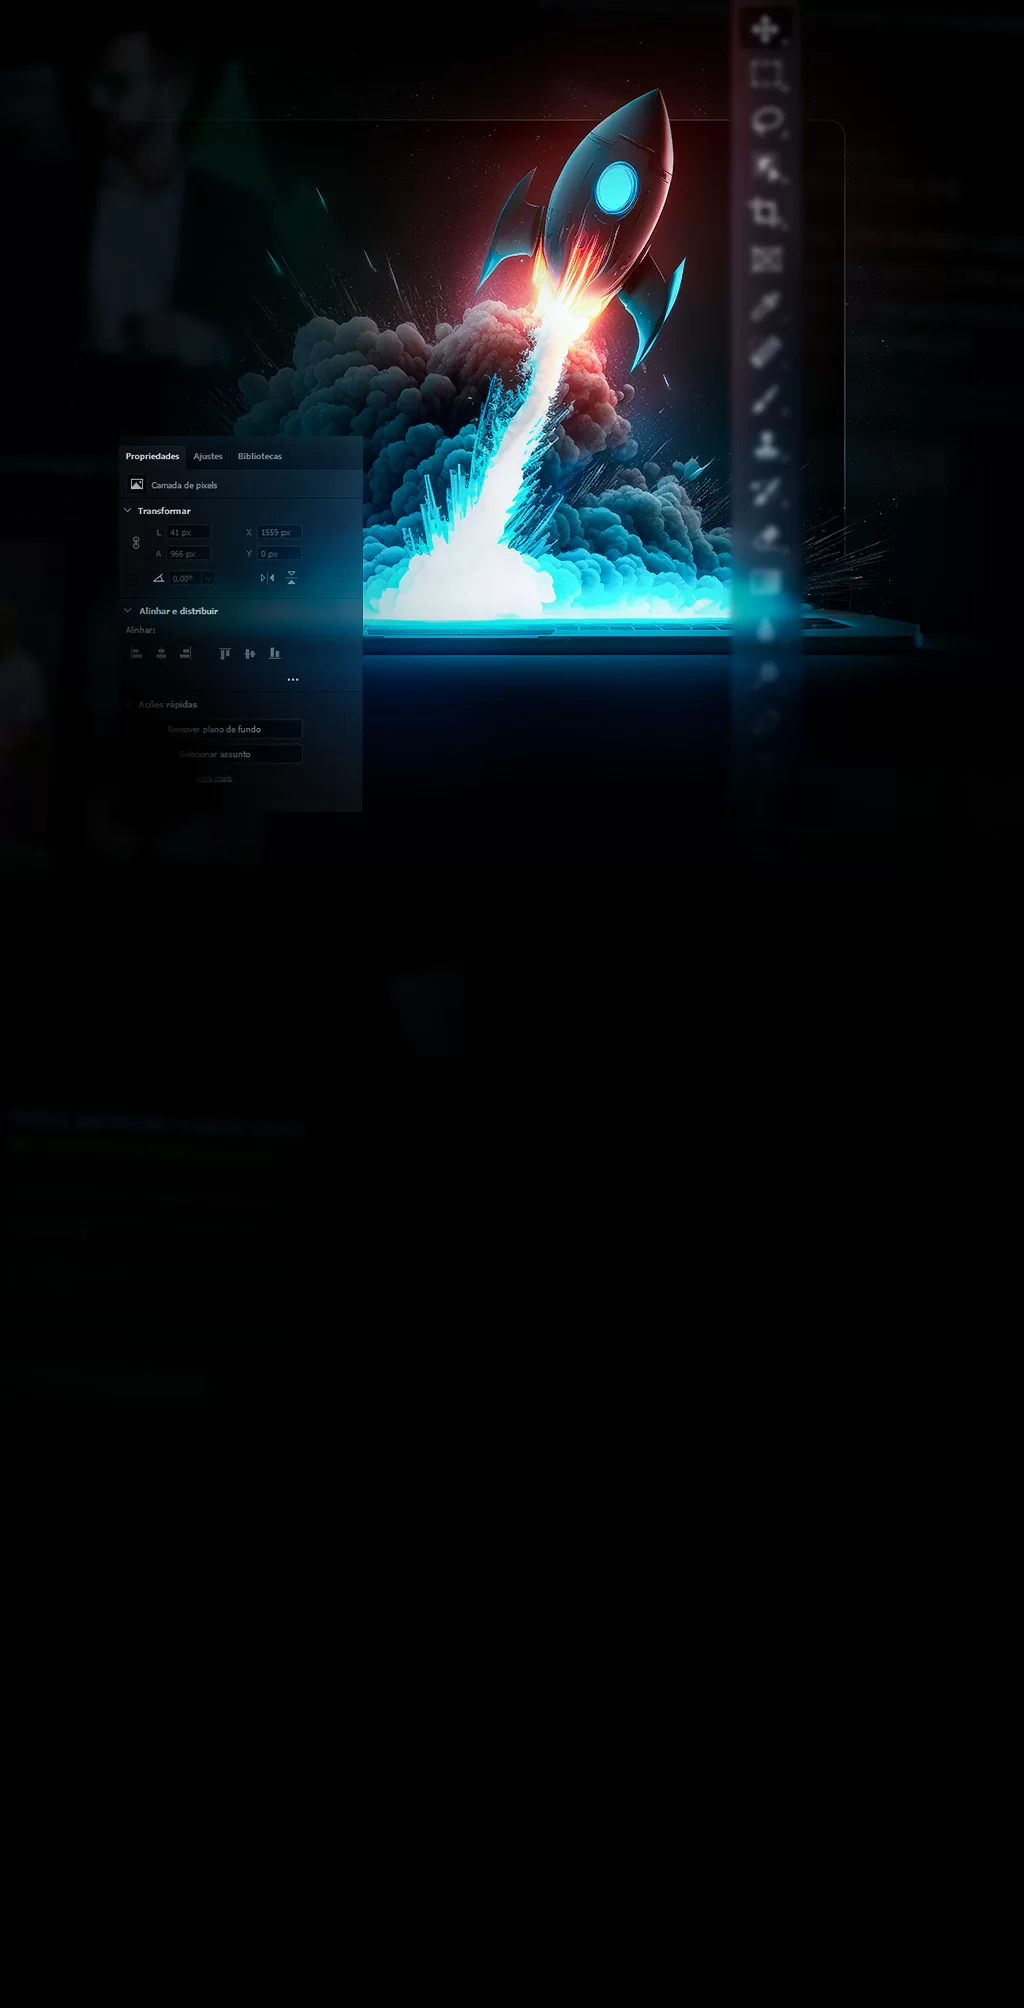 Propriedades Ajustes Bibliotecas
Camada de pixels
Transformar
L 41 px X 1559 px
A 966 px Y 0 px
0,00°
Alinhar e distribuir
Alinhar:
Ações rápidas
Remover plano de fundo
Selecionar assunto
Veja mais